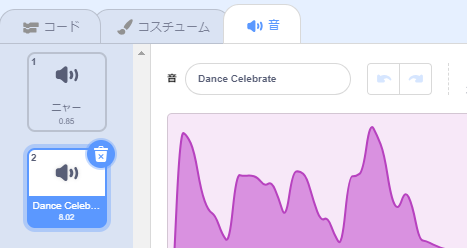 コード
コスチューム
音
1
ニャー
0.85
2
Dance Celeb...
8.02
音
Dance Celebrate